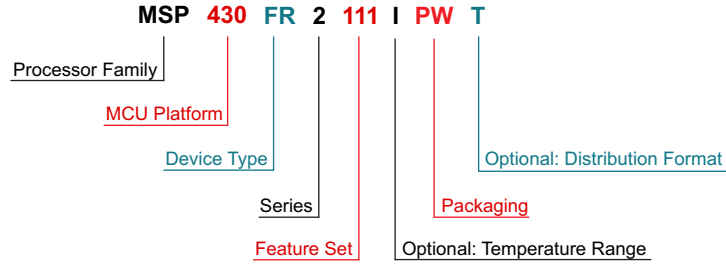 MSP 430 FR 2 111 I PW T
Processor Family
MCU Platform
Device Type
Optional: Distribution Format
Series
Packaging
Feature Set
Optional: Temperature Range